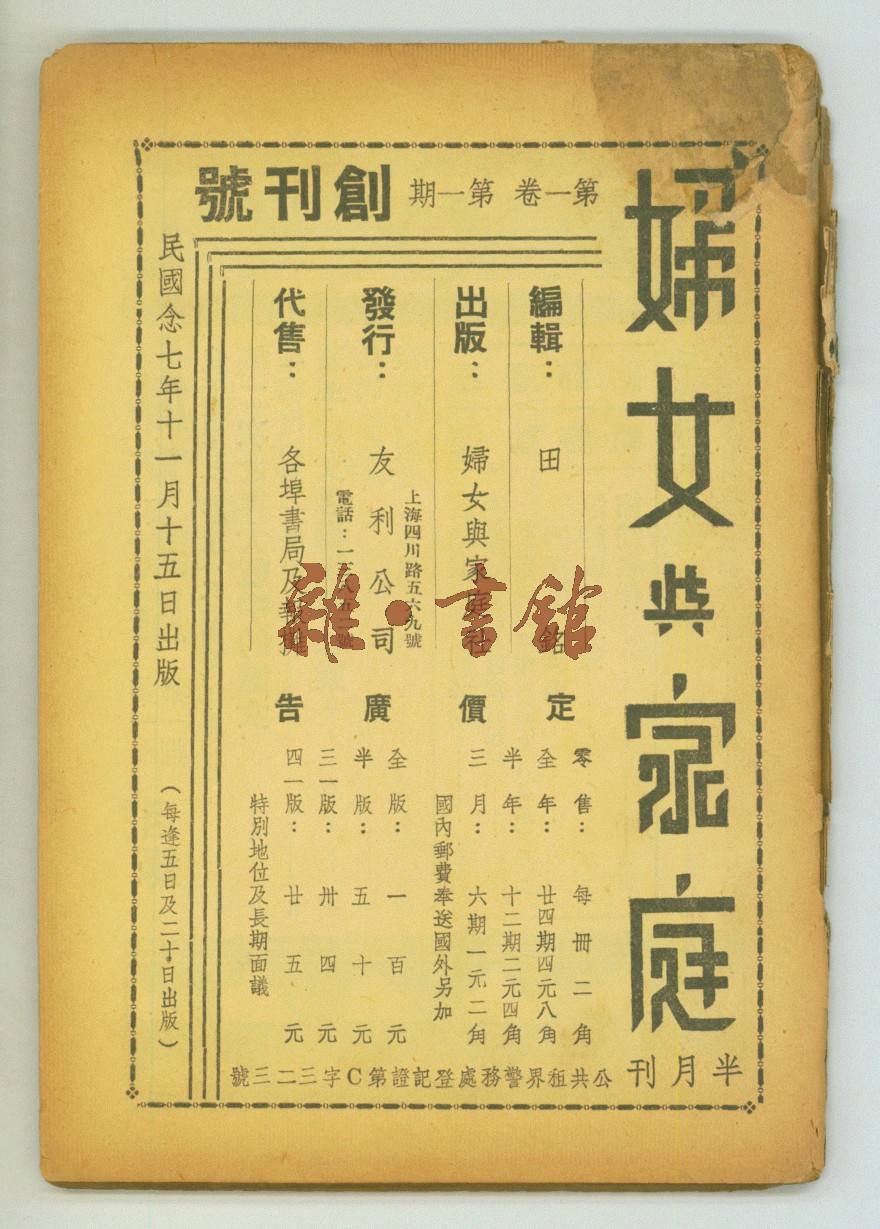 婦女與家庭
半月刊
第一卷 第一期
創刊號
編輯： 田 銘
出版： 婦女與家庭社
上海四川路五六九號
發行： 友利公司
代售： 各埠書局及報攤
定價
零售： 每冊二角
全年： 廿四期四元八角
半年： 十二期二元四角
三月： 六期一元二角
國內郵費奉送國外另加
廣告
全版： 一百元
半版： 五十元
三一版： 卅四元
四一版： 廿五元
特別地位及長期面議
民國念七年十一月十五日出版
（每逢五日及二十日出版）
公共租界警務處登記證第C字三二三號
雜·書館